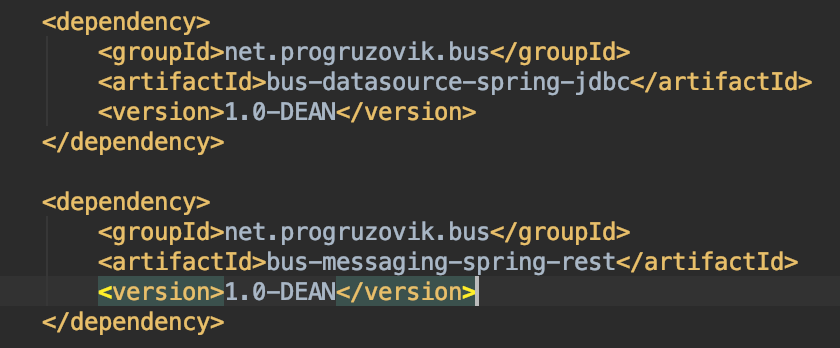 <dependency>
<groupId>net.progruzovik.bus</groupId>
<artifactId>bus-datasource-spring-jdbc</artifactId>
<version>1.0-DEAN</version>
</dependency>
<dependency>
<groupId>net.progruzovik.bus</groupId>
<artifactId>bus-messaging-spring-rest</artifactId>
<version>1.0-DEAN</version>
</dependency>